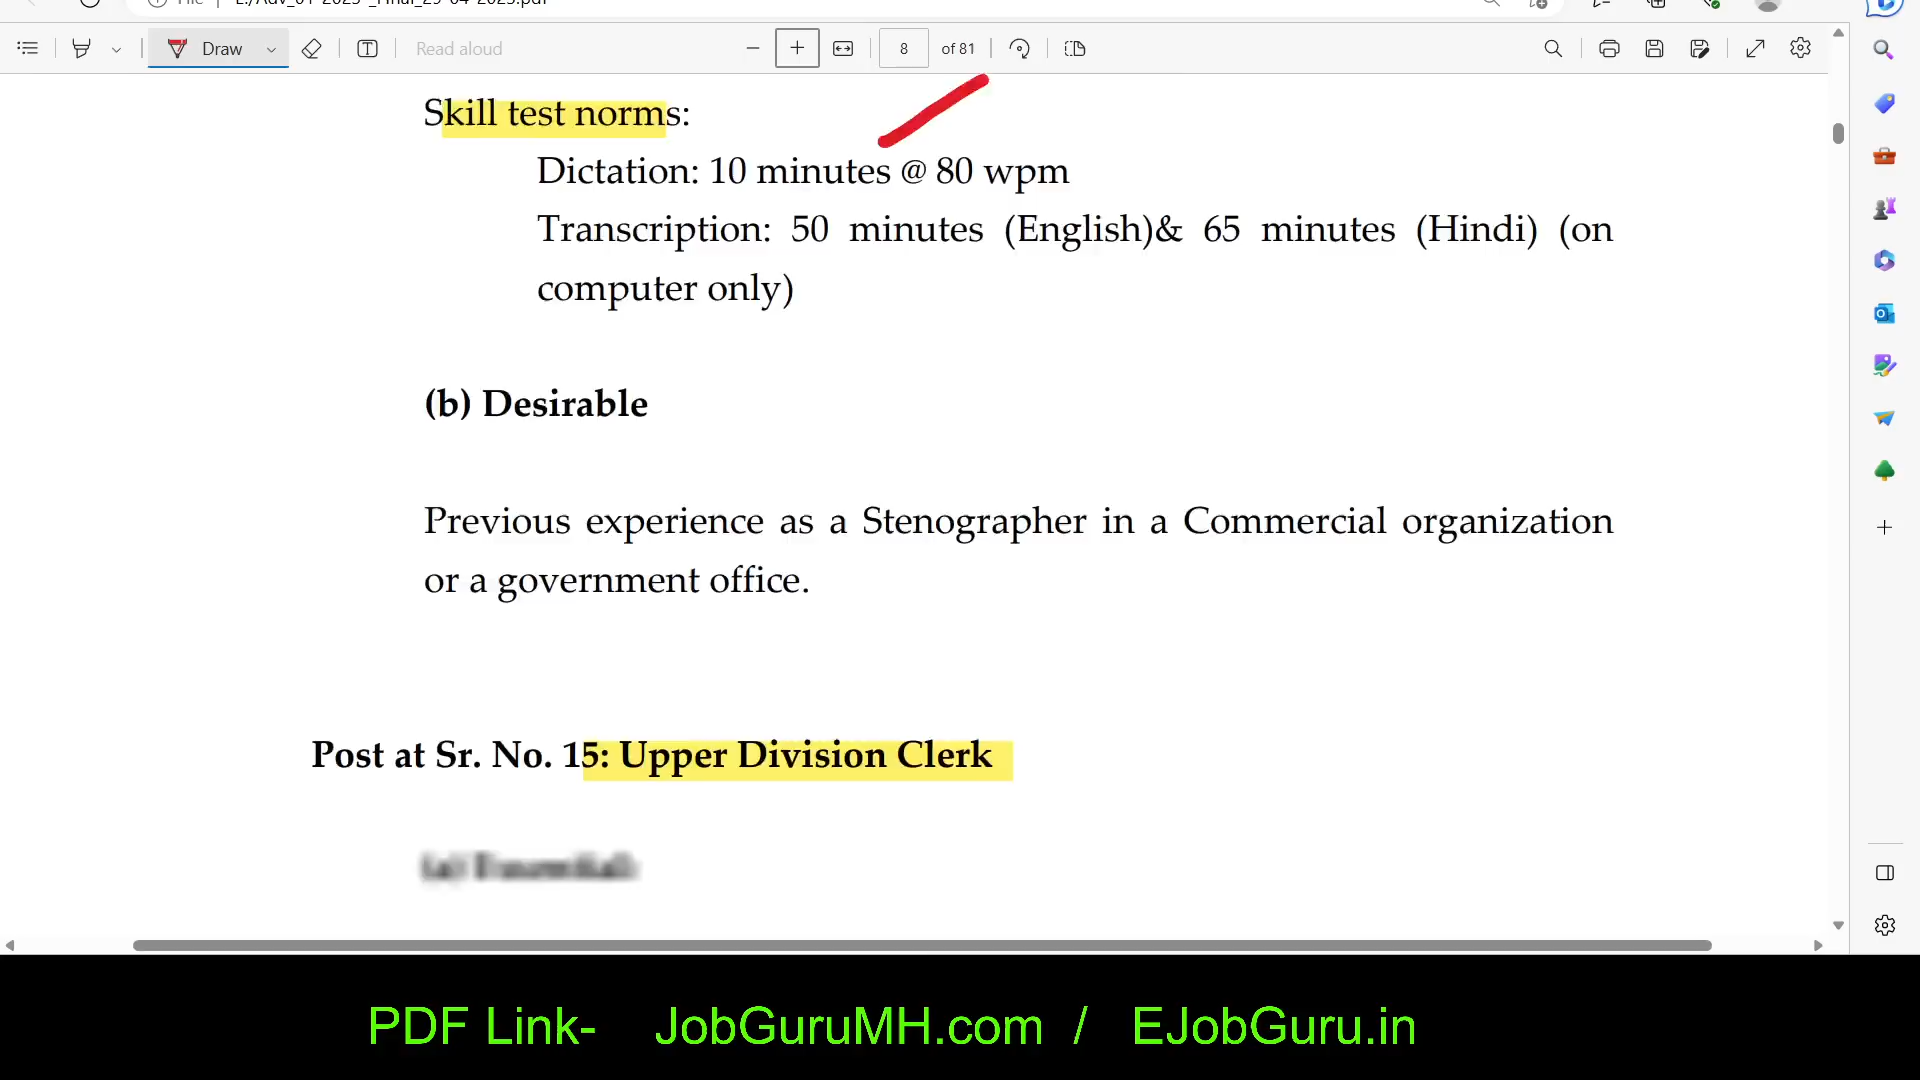 Draw
Read aloud
8 of 81
Skill test norms:
Dictation: 10 minutes @ 80 wpm
Transcription: 50 minutes (English)& 65 minutes (Hindi) (on
computer only)
(b) Desirable
Previous experience as a Stenographer in a Commercial organization
or a government office.
Post at Sr. No. 15: Upper Division Clerk
PDF Link- JobGuruMH.com / EJobGuru.in